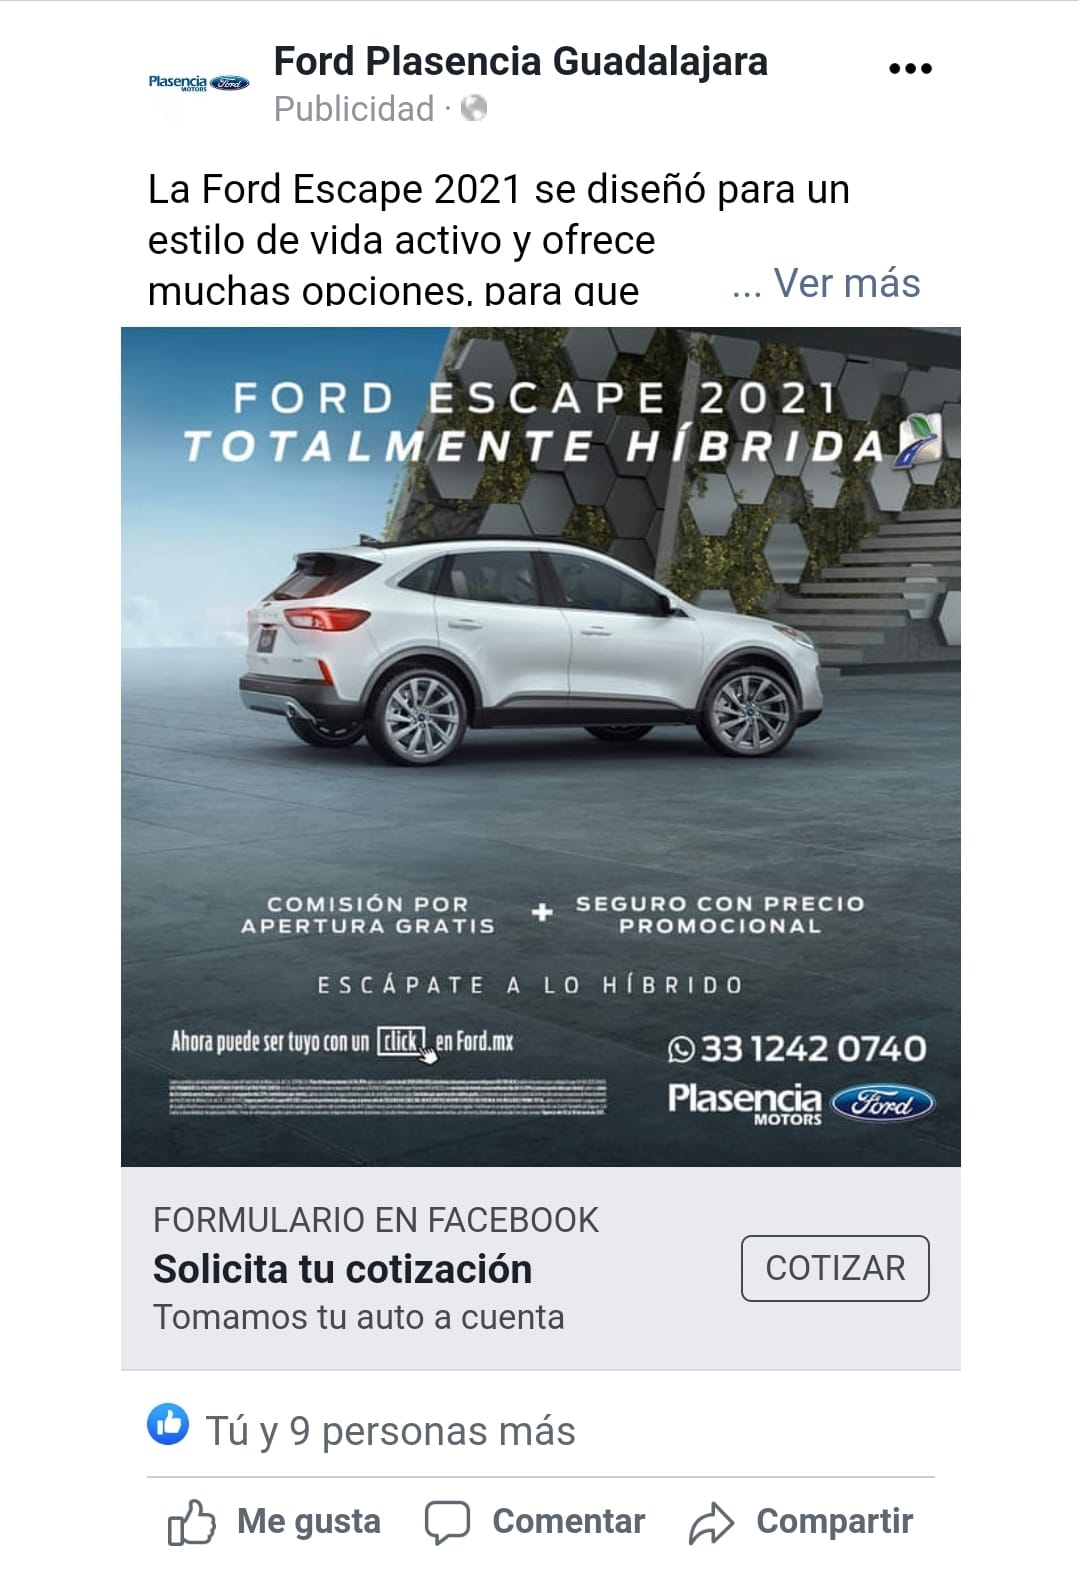 Plasencia
MOTORS
Ford
Ford Plasencia Guadalajara
Publicidad ·
La Ford Escape 2021 se diseñó para un
estilo de vida activo y ofrece
muchas opciones, para que
... Ver más
FORD ESCAPE 2021
TOTALMENTE HÍBRIDA
COMISIÓN POR
APERTURA GRATIS
+
SEGURO CON PRECIO
PROMOCIONAL
ESCÁPATE A LO HÍBRIDO
Ahora puede ser tuyo con un click en Ford.mx
33 1242 0740
Plasencia
MOTORS
Ford
FORMULARIO EN FACEBOOK
Solicita tu cotización
Tomamos tu auto a cuenta
COTIZAR
Tú y 9 personas más
Me gusta
Comentar
Compartir